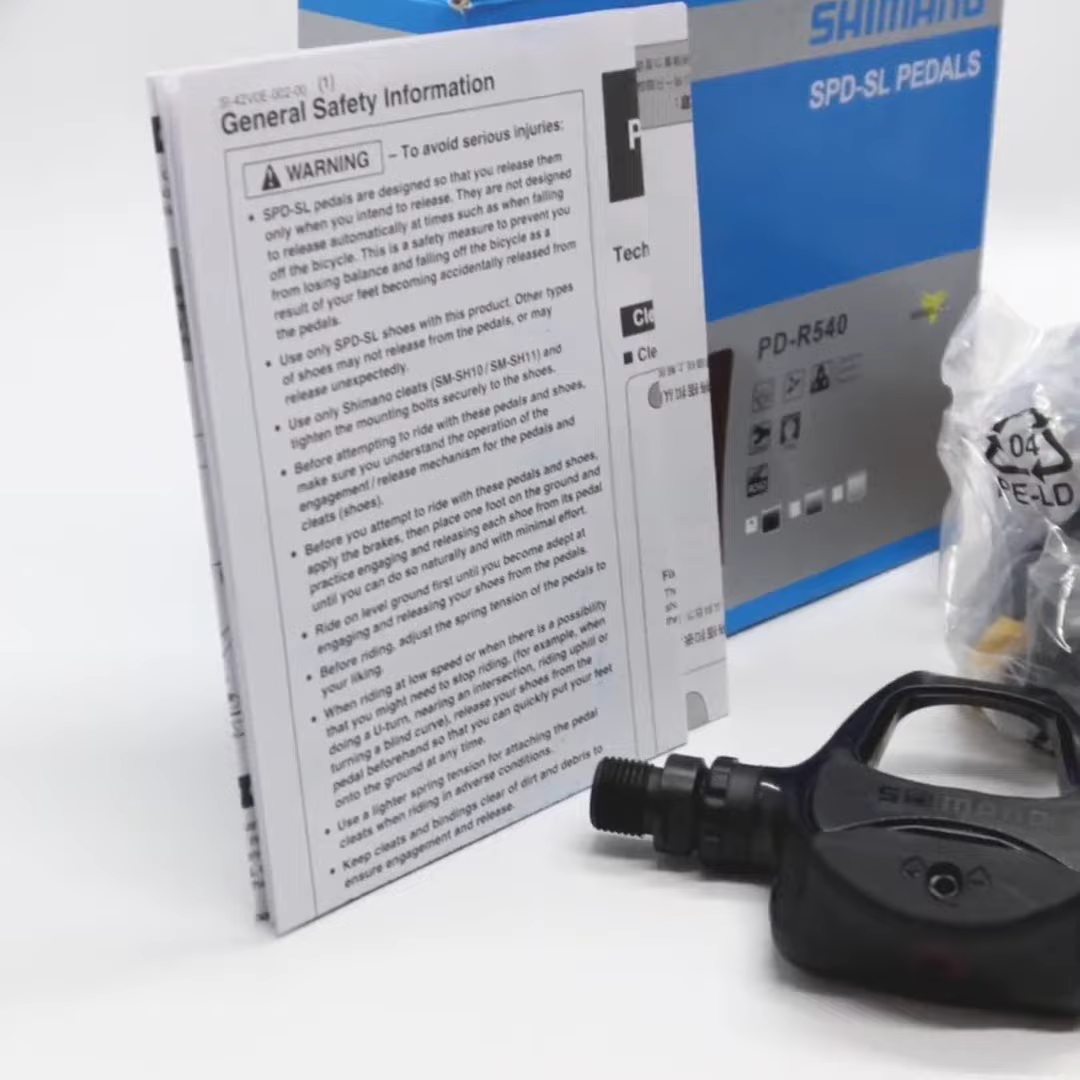 SI-42V0E-002-00 (1)
General Safety Information
WARNING – To avoid serious injuries:
• SPD-SL pedals are designed so that you release them
only when you intend to release. They are not designed
to release automatically at times such as when falling
off the bicycle. This is a safety measure to prevent you
from losing balance and falling off the bicycle as a
result of your feet becoming accidentally released from
the pedals.
• Use only SPD-SL shoes with this product. Other types
of shoes may not release from the pedals, or may
release unexpectedly.
• Use only Shimano cleats (SM-SH10 / SM-SH11) and
tighten the mounting bolts securely to the shoes.
• Before attempting to ride with these pedals and shoes,
make sure you understand the operation of the
engagement / release mechanism for the pedals and
cleats (shoes).
• Before you attempt to ride with these pedals and shoes,
apply the brakes, then place one foot on the ground and
practice engaging and releasing each shoe from its pedal
until you can do so naturally and with minimal effort.
• Ride on level ground first until you become adept at
engaging and releasing your shoes from the pedals.
• Before riding, adjust the spring tension of the pedals to
your liking.
• When riding at low speed or when there is a possibility
that you might need to stop riding, (for example, when
doing a U-turn, nearing an intersection, riding uphill or
turning a blind curve), release your shoes from the
pedal beforehand so that you can quickly put your feet
onto the ground at any time.
• Use a lighter spring tension for attaching the pedal
cleats when riding in adverse conditions.
• Keep cleats and bindings clear of dirt and debris to
ensure engagement and release.
P
Tech
Cle
■ Cle
SHIMANO
SPD-SL PEDALS
PD-R540
04
PE-LD
SHIMANO